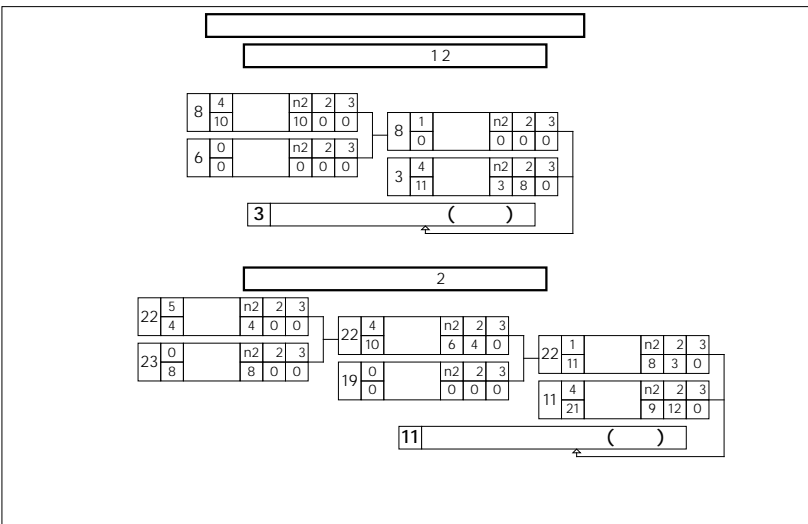 1 2
8 4 n2 2 3
10 10 0 0
8 1 n2 2 3
0 0 0 0
6 0 n2 2 3
0 0 0 0
3 4 n2 2 3
11 3 8 0
3 ( )
2
22 5 n2 2 3
4 4 0 0
22 4 n2 2 3
10 6 4 0
22 1 n2 2 3
11 8 3 0
23 0 n2 2 3
8 8 0 0
19 0 n2 2 3
0 0 0 0
11 4 n2 2 3
21 9 12 0
11 ( )